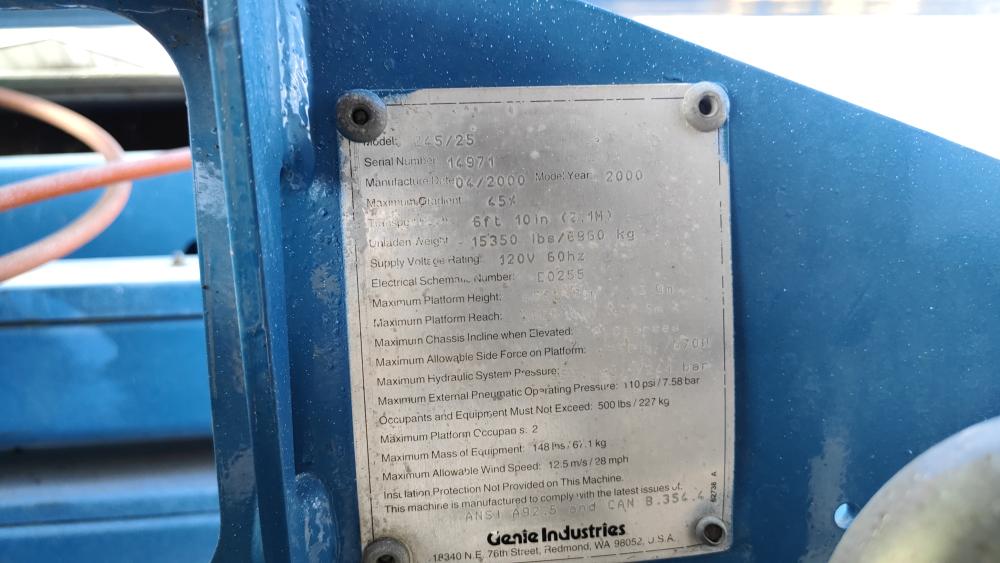 Model: Z45/25
Serial Number: 14971
Manufacture Date: 04/2000 Model Year: 2000
Maximum Gradient: 45%
6ft 10in (2.1M)
Unladen Weight: 15350 lbs/6960 kg
Supply Voltage Rating: 120V 60hz
Electrical Schematic Number: E0255
Maximum Platform Height:
Maximum Platform Reach:
Maximum Chassis Incline when Elevated:
Maximum Allowable Side Force on Platform: 670N
Maximum Hydraulic System Pressure: bar
Maximum External Pneumatic Operating Pressure: 110 psi / 7.58 bar
Occupants and Equipment Must Not Exceed: 500 lbs / 227 kg
Maximum Platform Occupants: 2
Maximum Mass of Equipment: 148 lbs / 67.1 kg
Maximum Allowable Wind Speed: 12.5 m/s / 28 mph
Insulation Protection Not Provided on This Machine.
This machine is manufactured to comply with the latest issues of:
ANSI A92.5 and CAN B.354.4
Genie Industries
18340 N.E. 76th Street, Redmond, WA 98052, U.S.A.
62738 A